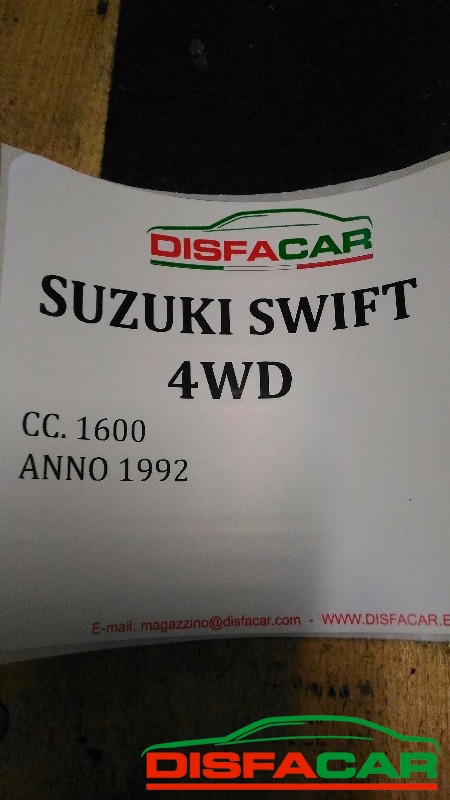 DISFACAR
SUZUKI SWIFT
4WD
CC. 1600
ANNO 1992
E-mail: magazzino@disfacar.com - WWW.DISFACAR.E
DISFACAR